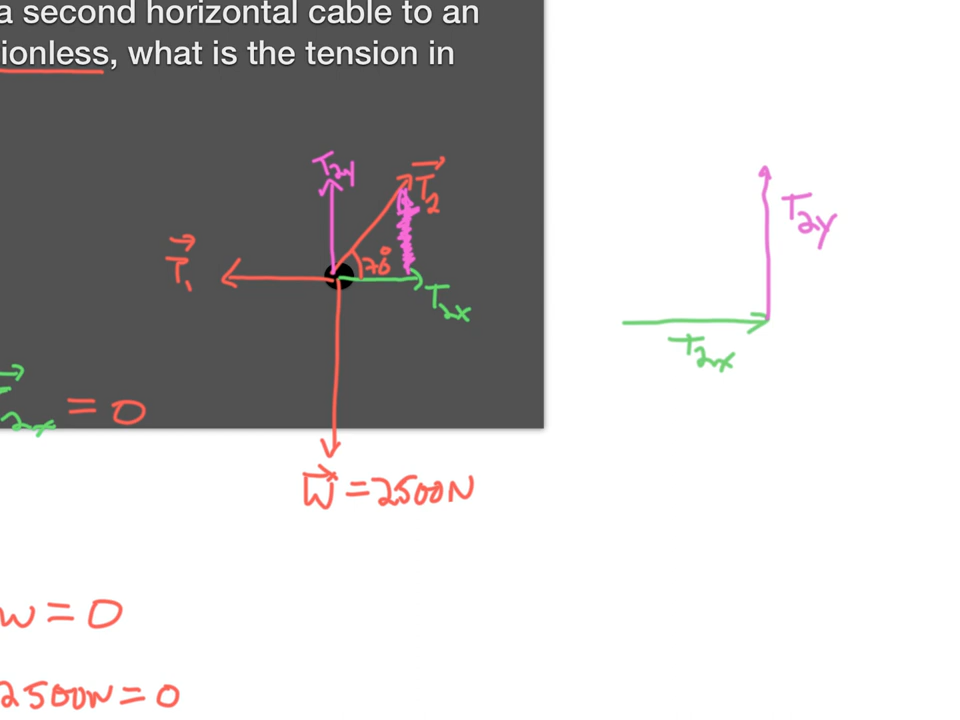 a second horizontal cable to an
ionless, what is the tension in
T2y
T2
T1
70°
T2x
T2y
T2x
T2x = 0
W = 2500N
w = 0
2500N = 0